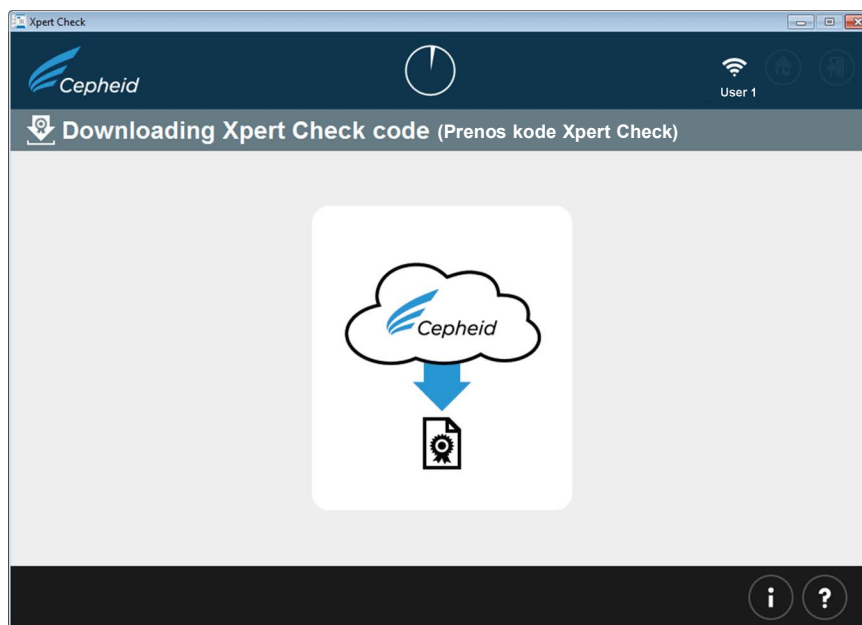 Xpert Check
Cepheid
User 1
Downloading Xpert Check code (Prenos kode Xpert Check)
Cepheid
i ?